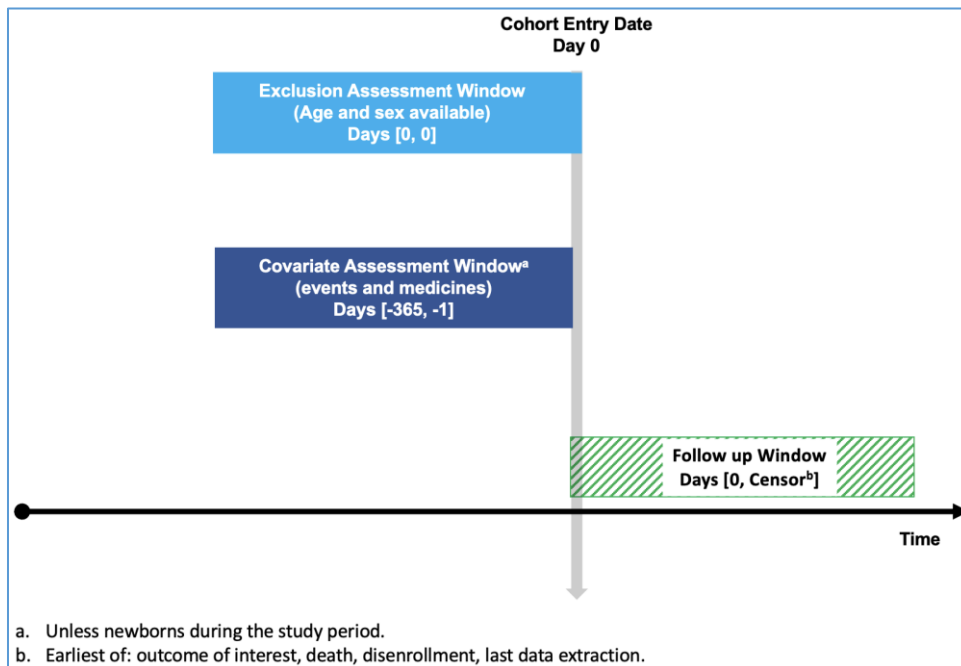 Cohort Entry Date
Day 0
Exclusion Assessment Window
(Age and sex available)
Days [0, 0]
Covariate Assessment Windowᵃ
(events and medicines)
Days [-365, -1]
Follow up Window
Days [0, Censorᵇ]
Time
a. Unless newborns during the study period.
b. Earliest of: outcome of interest, death, disenrollment, last data extraction.